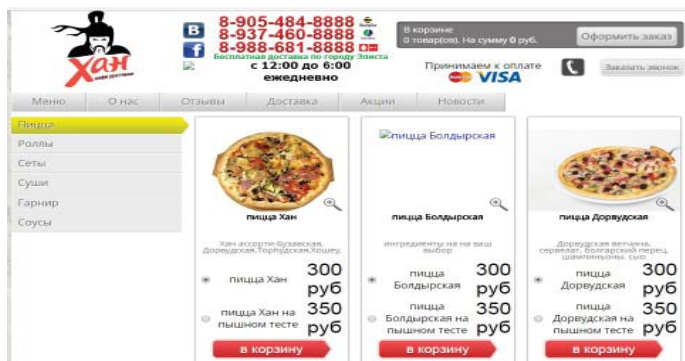 Хан
8-905-484-8888
8-937-460-8888
8-988-681-8888
Бесплатная доставка по городу Элиста
с 12:00 до 6:00
ежедневно
В корзине
0 товар(ов). На сумму 0 руб.
Оформить заказ
Принимаем к оплате
VISA
Заказать звонок
Меню О нас Отзывы Доставка Акции Новости
Пицца
Роллы
Сеты
Суши
Гарнир
Соусы
пицца Хан
Хан ассорти-Бузавская,
Дорвудская,Торhудская,Хошеу,
пицца Хан
300
руб
пицца Хан на
пышном тесте
350
руб
в корзину
пицца Болдырская
пицца Болдырская
ингредиенты на на ваш
выбор
пицца
Болдырская
300
руб
пицца
Болдырская на
пышном тесте
350
руб
в корзину
пицца Дорвудская
Дорвудская ветчина,
сервелат, болгарский перец,
шампиньоны, сыр
пицца
Дорвудская
300
руб
пицца
Дорвудская на
пышном тесте
350
руб
в корзину